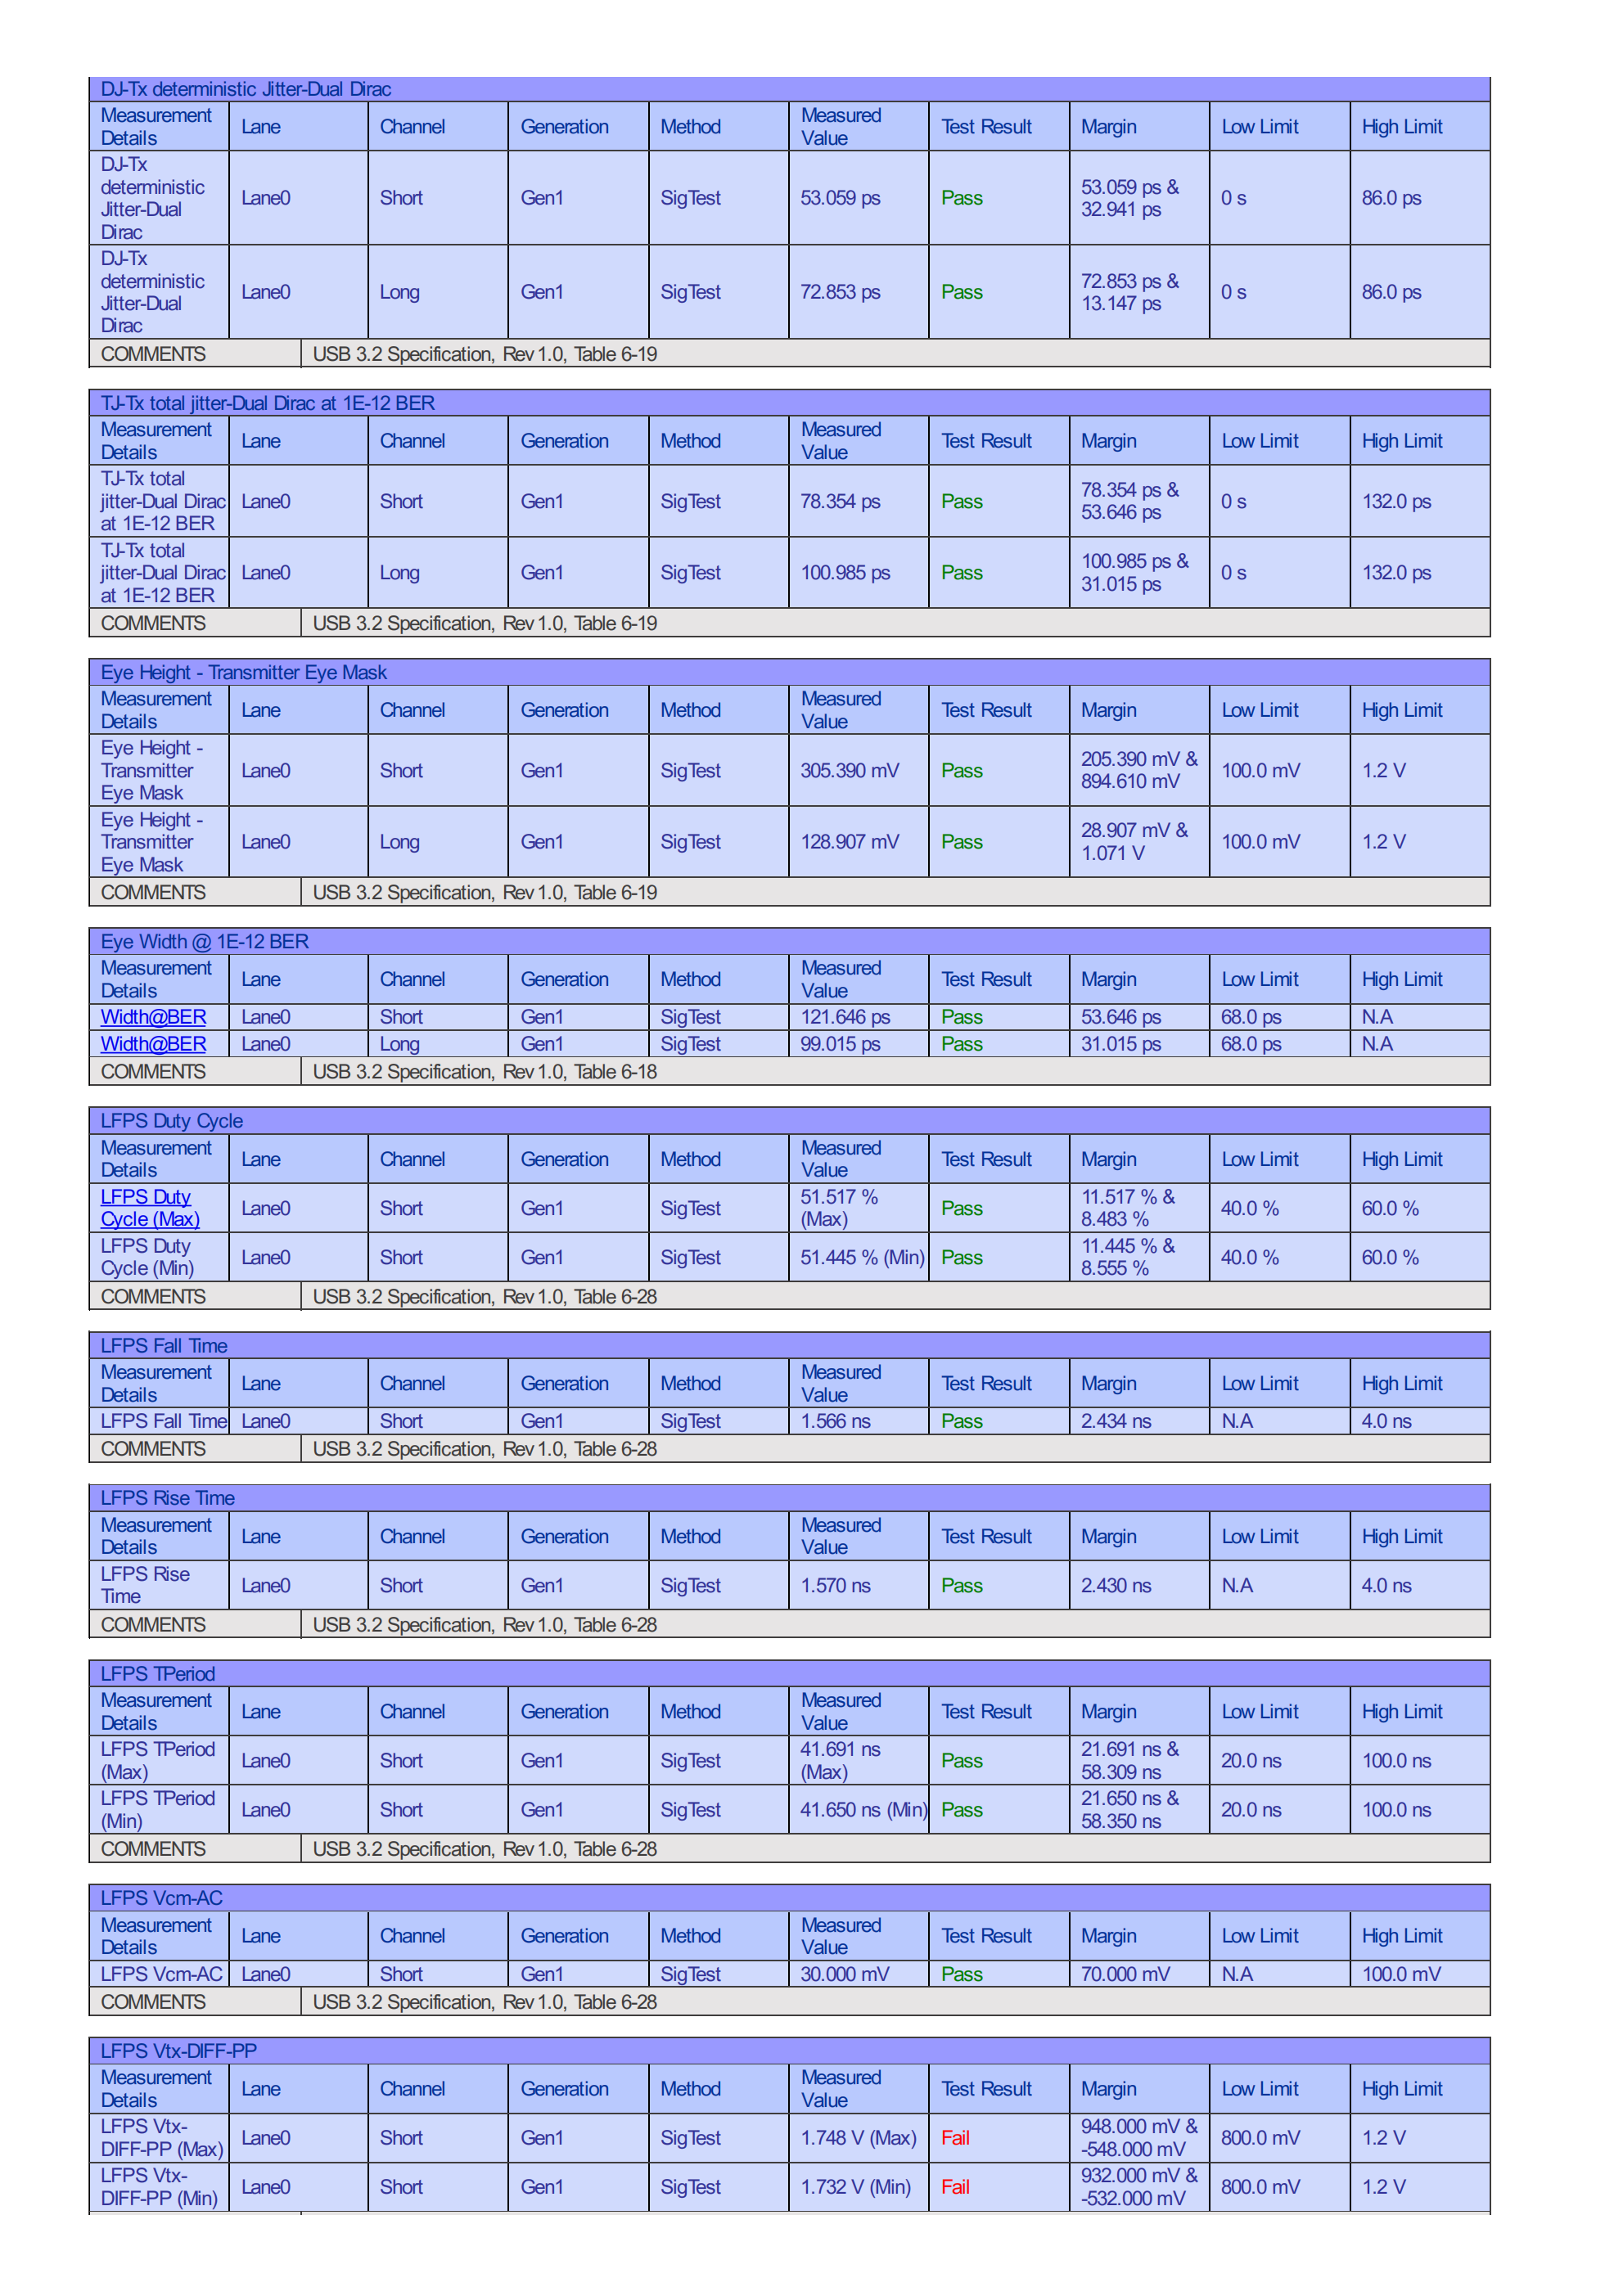 DJ-Tx deterministic Jitter-Dual Dirac
Measurement Details Lane Channel Generation Method Measured Value Test Result Margin Low Limit High Limit
DJ-Tx deterministic Jitter-Dual Dirac Lane0 Short Gen1 SigTest 53.059 ps Pass 53.059 ps & 32.941 ps 0 s 86.0 ps
DJ-Tx deterministic Jitter-Dual Dirac Lane0 Long Gen1 SigTest 72.853 ps Pass 72.853 ps & 13.147 ps 0 s 86.0 ps
COMMENTS USB 3.2 Specification, Rev 1.0, Table 6-19
TJ-Tx total jitter-Dual Dirac at 1E-12 BER
Measurement Details Lane Channel Generation Method Measured Value Test Result Margin Low Limit High Limit
TJ-Tx total jitter-Dual Dirac at 1E-12 BER Lane0 Short Gen1 SigTest 78.354 ps Pass 78.354 ps & 53.646 ps 0 s 132.0 ps
TJ-Tx total jitter-Dual Dirac at 1E-12 BER Lane0 Long Gen1 SigTest 100.985 ps Pass 100.985 ps & 31.015 ps 0 s 132.0 ps
COMMENTS USB 3.2 Specification, Rev 1.0, Table 6-19
Eye Height - Transmitter Eye Mask
Measurement Details Lane Channel Generation Method Measured Value Test Result Margin Low Limit High Limit
Eye Height - Transmitter Eye Mask Lane0 Short Gen1 SigTest 305.390 mV Pass 205.390 mV & 894.610 mV 100.0 mV 1.2 V
Eye Height - Transmitter Eye Mask Lane0 Long Gen1 SigTest 128.907 mV Pass 28.907 mV & 1.071 V 100.0 mV 1.2 V
COMMENTS USB 3.2 Specification, Rev 1.0, Table 6-19
Eye Width @ 1E-12 BER
Measurement Details Lane Channel Generation Method Measured Value Test Result Margin Low Limit High Limit
Width@BER Lane0 Short Gen1 SigTest 121.646 ps Pass 53.646 ps 68.0 ps N.A
Width@BER Lane0 Long Gen1 SigTest 99.015 ps Pass 31.015 ps 68.0 ps N.A
COMMENTS USB 3.2 Specification, Rev 1.0, Table 6-18
LFPS Duty Cycle
Measurement Details Lane Channel Generation Method Measured Value Test Result Margin Low Limit High Limit
LFPS Duty Cycle (Max) Lane0 Short Gen1 SigTest 51.517 % (Max) Pass 11.517 % & 8.483 % 40.0 % 60.0 %
LFPS Duty Cycle (Min) Lane0 Short Gen1 SigTest 51.445 % (Min) Pass 11.445 % & 8.555 % 40.0 % 60.0 %
COMMENTS USB 3.2 Specification, Rev 1.0, Table 6-28
LFPS Fall Time
Measurement Details Lane Channel Generation Method Measured Value Test Result Margin Low Limit High Limit
LFPS Fall Time Lane0 Short Gen1 SigTest 1.566 ns Pass 2.434 ns N.A 4.0 ns
COMMENTS USB 3.2 Specification, Rev 1.0, Table 6-28
LFPS Rise Time
Measurement Details Lane Channel Generation Method Measured Value Test Result Margin Low Limit High Limit
LFPS Rise Time Lane0 Short Gen1 SigTest 1.570 ns Pass 2.430 ns N.A 4.0 ns
COMMENTS USB 3.2 Specification, Rev 1.0, Table 6-28
LFPS TPeriod
Measurement Details Lane Channel Generation Method Measured Value Test Result Margin Low Limit High Limit
LFPS TPeriod (Max) Lane0 Short Gen1 SigTest 41.691 ns (Max) Pass 21.691 ns & 58.309 ns 20.0 ns 100.0 ns
LFPS TPeriod (Min) Lane0 Short Gen1 SigTest 41.650 ns (Min) Pass 21.650 ns & 58.350 ns 20.0 ns 100.0 ns
COMMENTS USB 3.2 Specification, Rev 1.0, Table 6-28
LFPS Vcm-AC
Measurement Details Lane Channel Generation Method Measured Value Test Result Margin Low Limit High Limit
LFPS Vcm-AC Lane0 Short Gen1 SigTest 30.000 mV Pass 70.000 mV N.A 100.0 mV
COMMENTS USB 3.2 Specification, Rev 1.0, Table 6-28
LFPS Vtx-DIFF-PP
Measurement Details Lane Channel Generation Method Measured Value Test Result Margin Low Limit High Limit
LFPS Vtx-DIFF-PP (Max) Lane0 Short Gen1 SigTest 1.748 V (Max) Fail 948.000 mV & -548.000 mV 800.0 mV 1.2 V
LFPS Vtx-DIFF-PP (Min) Lane0 Short Gen1 SigTest 1.732 V (Min) Fail 932.000 mV & -532.000 mV 800.0 mV 1.2 V